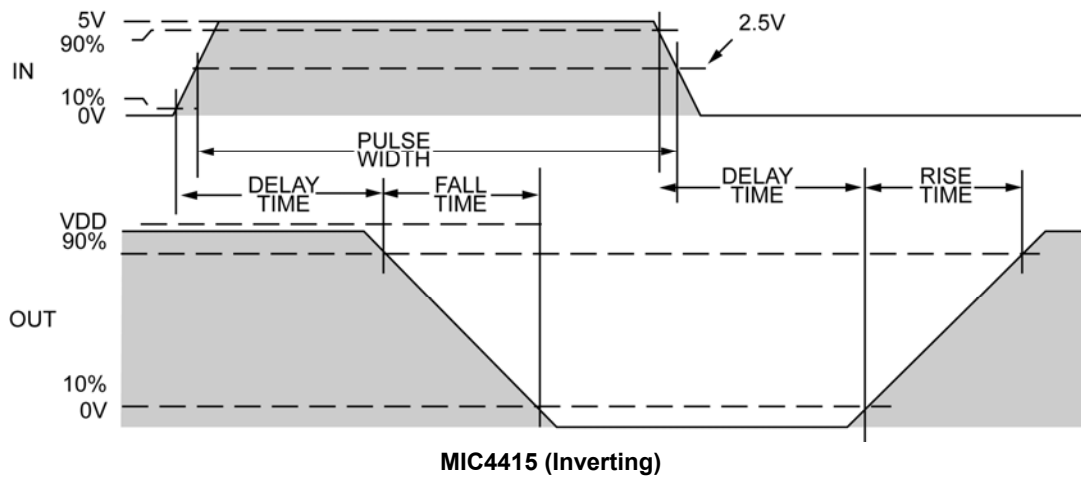 5V
90%
2.5V
IN
10%
0V
PULSE
WIDTH
DELAY
TIME
FALL
TIME
DELAY
TIME
RISE
TIME
VDD
90%
OUT
10%
0V
MIC4415 (Inverting)